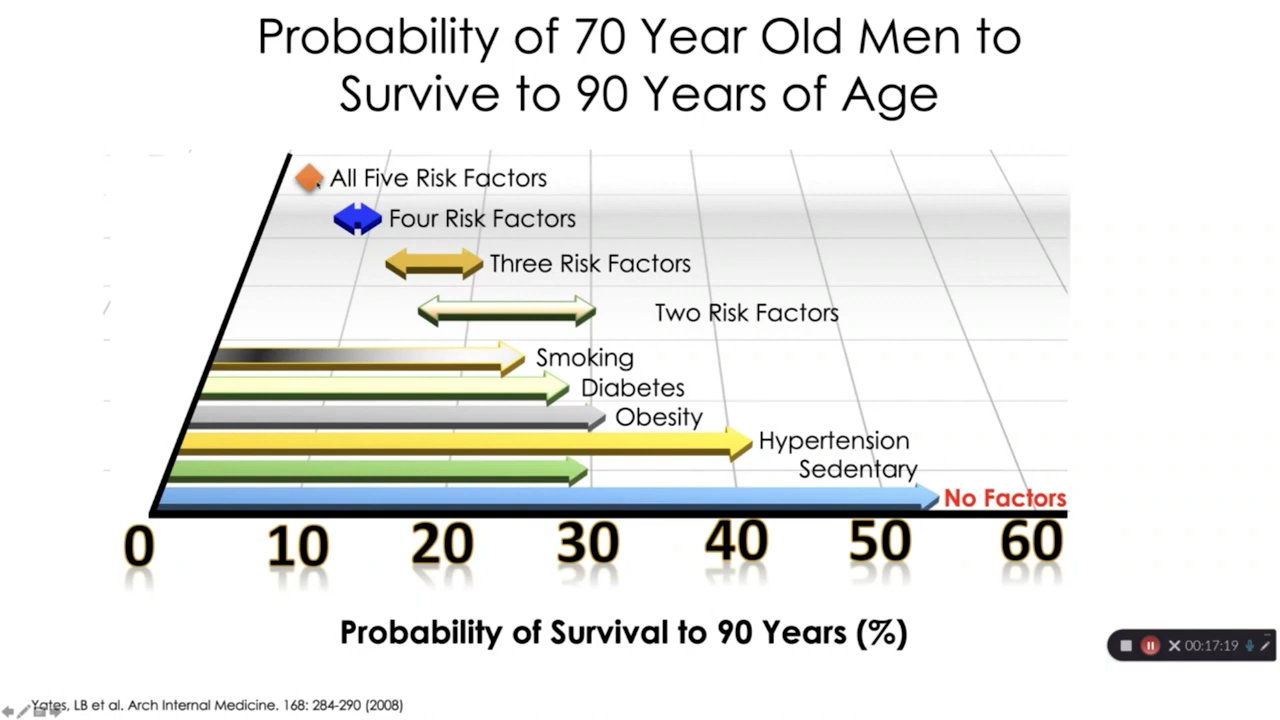 Probability of 70 Year Old Men to
Survive to 90 Years of Age
All Five Risk Factors
Four Risk Factors
Three Risk Factors
Two Risk Factors
Smoking
Diabetes
Obesity
Hypertension
Sedentary
No Factors
0 10 20 30 40 50 60
Probability of Survival to 90 Years (%)
00:17:19
Yates, LB et al. Arch Internal Medicine. 168: 284-290 (2008)